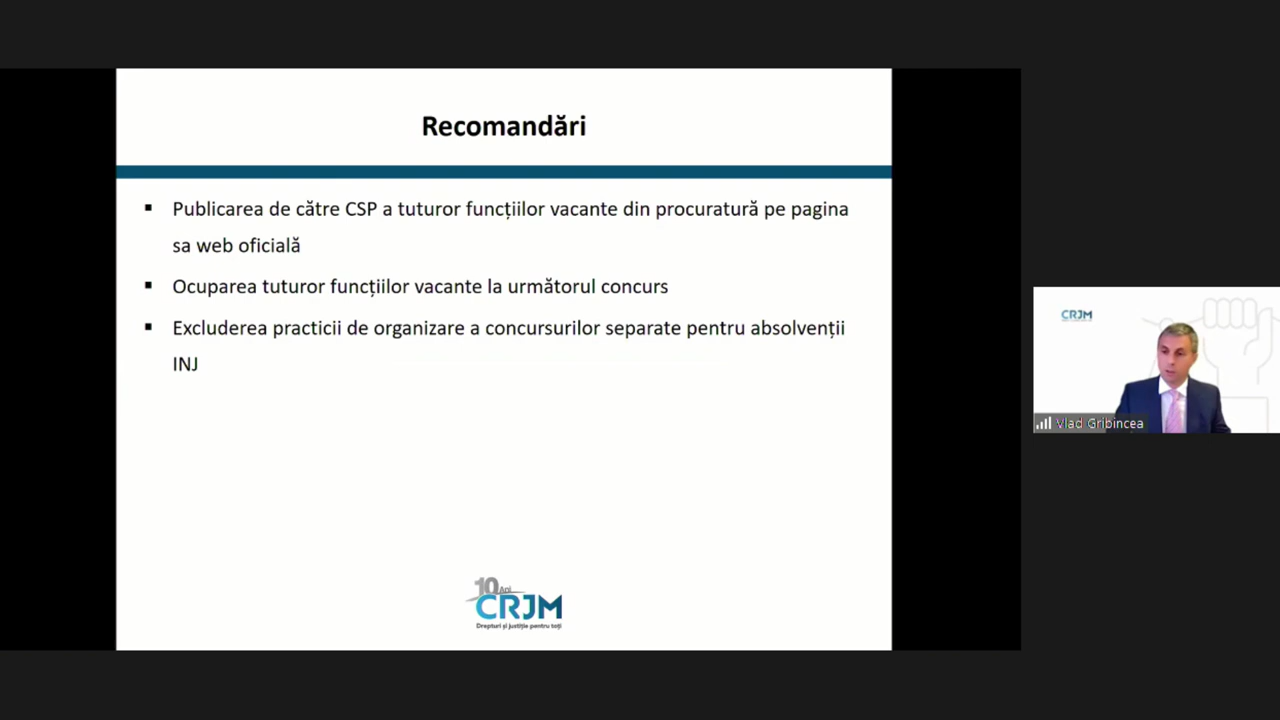 Recomandări
▪ Publicarea de către CSP a tuturor funcțiilor vacante din procuratură pe pagina
sa web oficială
▪ Ocuparea tuturor funcțiilor vacante la următorul concurs
▪ Excluderea practicii de organizare a concursurilor separate pentru absolvenții
INJ
10 Ani
CRJM
Drepturi și justiție pentru toți
CRJM
Vlad Gribincea